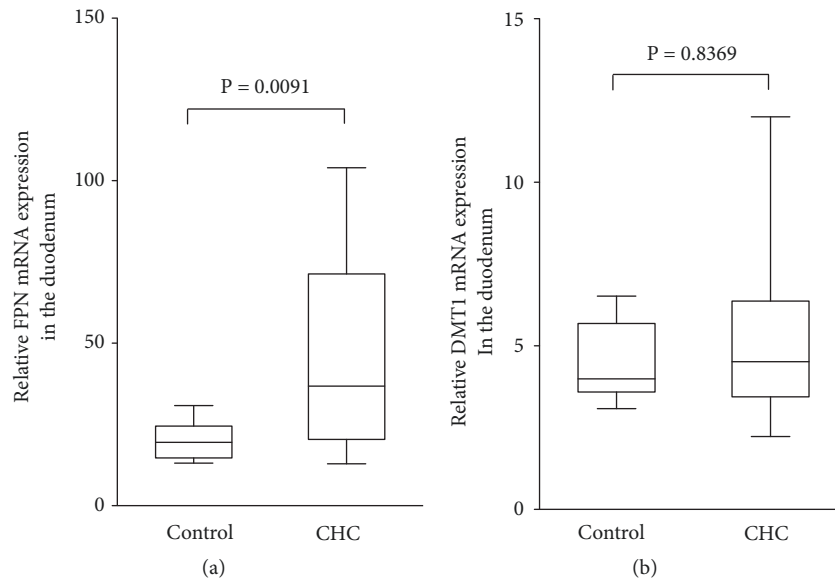 150
100
50
0
Relative FPN mRNA expression
in the duodenum
P = 0.0091
Control
CHC
(a)
15
10
5
0
Relative DMT1 mRNA expression
In the duodenum
P = 0.8369
Control
CHC
(b)